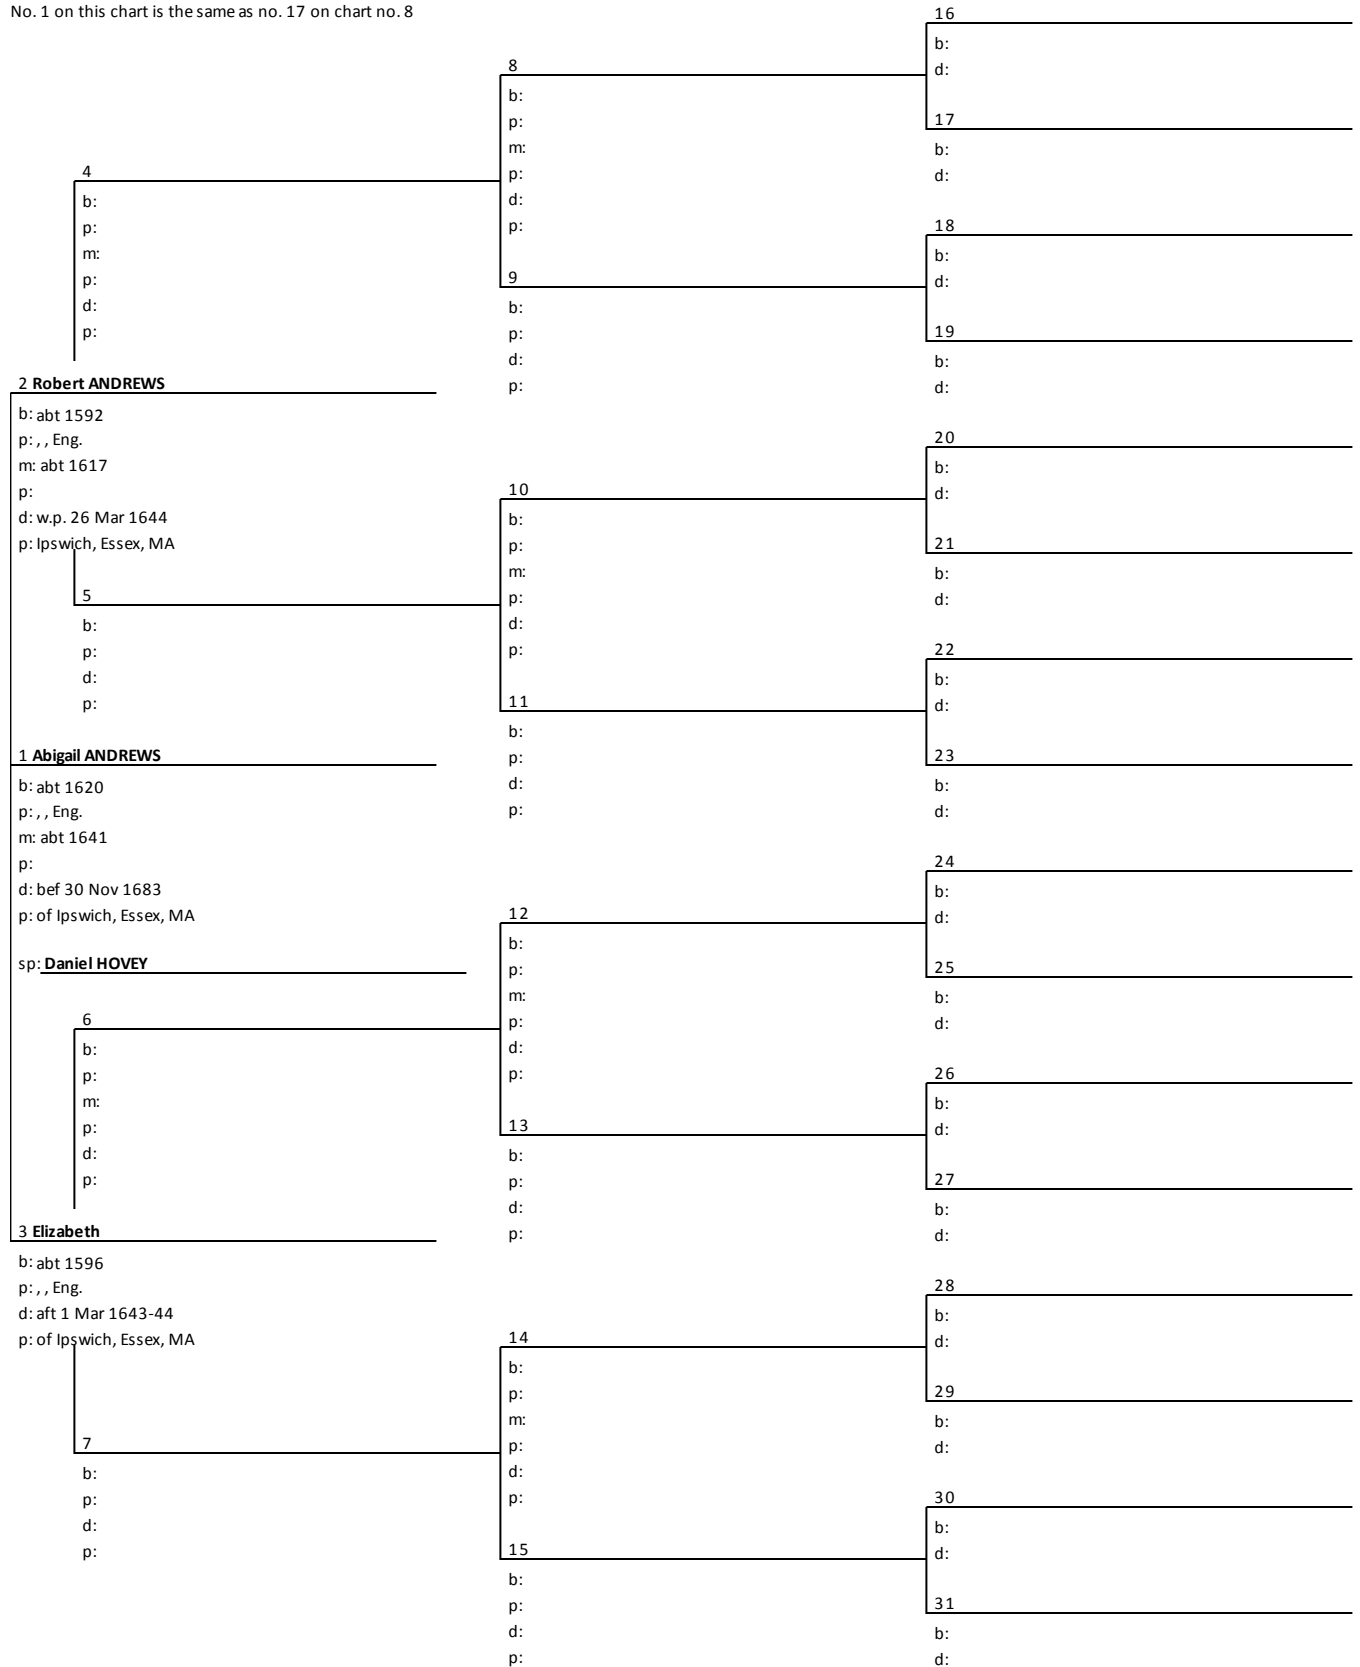 No. 1 on this chart is the same as no. 17 on chart no. 8
4
b:
p:
m:
p:
d:
p:
2 Robert ANDREWS
b: abt 1592
p: , , Eng.
m: abt 1617
p:
d: w.p. 26 Mar 1644
p: Ipswich, Essex, MA
5
b:
p:
d:
p:
1 Abigail ANDREWS
b: abt 1620
p: , , Eng.
m: abt 1641
p:
d: bef 30 Nov 1683
p: of Ipswich, Essex, MA
sp: Daniel HOVEY
6
b:
p:
m:
p:
d:
p:
3 Elizabeth
b: abt 1596
p: , , Eng.
d: aft 1 Mar 1643-44
p: of Ipswich, Essex, MA
7
b:
p:
d:
p:
8
b:
p:
m:
p:
d:
p:
9
b:
p:
d:
p:
10
b:
p:
m:
p:
d:
p:
11
b:
p:
d:
p:
12
b:
p:
m:
p:
d:
p:
13
b:
p:
d:
p:
14
b:
p:
m:
p:
d:
p:
15
b:
p:
d:
p:
16
b:
d:
17
b:
d:
18
b:
d:
19
b:
d:
20
b:
d:
21
b:
d:
22
b:
d:
23
b:
d:
24
b:
d:
25
b:
d:
26
b:
d:
27
b:
d:
28
b:
d:
29
b:
d:
30
b:
d:
31
b:
d: